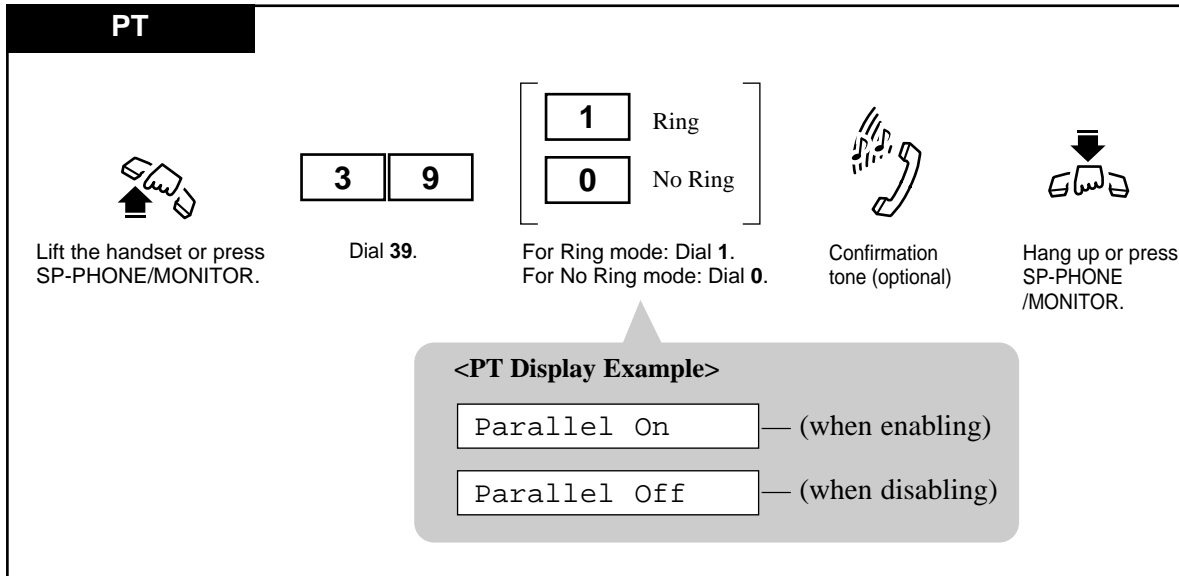 PT
1 Ring
3 9
0 No Ring
Lift the handset or press
SP-PHONE/MONITOR.
Dial 39.
For Ring mode: Dial 1.
For No Ring mode: Dial 0.
Confirmation
tone (optional)
Hang up or press
SP-PHONE
/MONITOR.
<PT Display Example>
Parallel On — (when enabling)
Parallel Off — (when disabling)